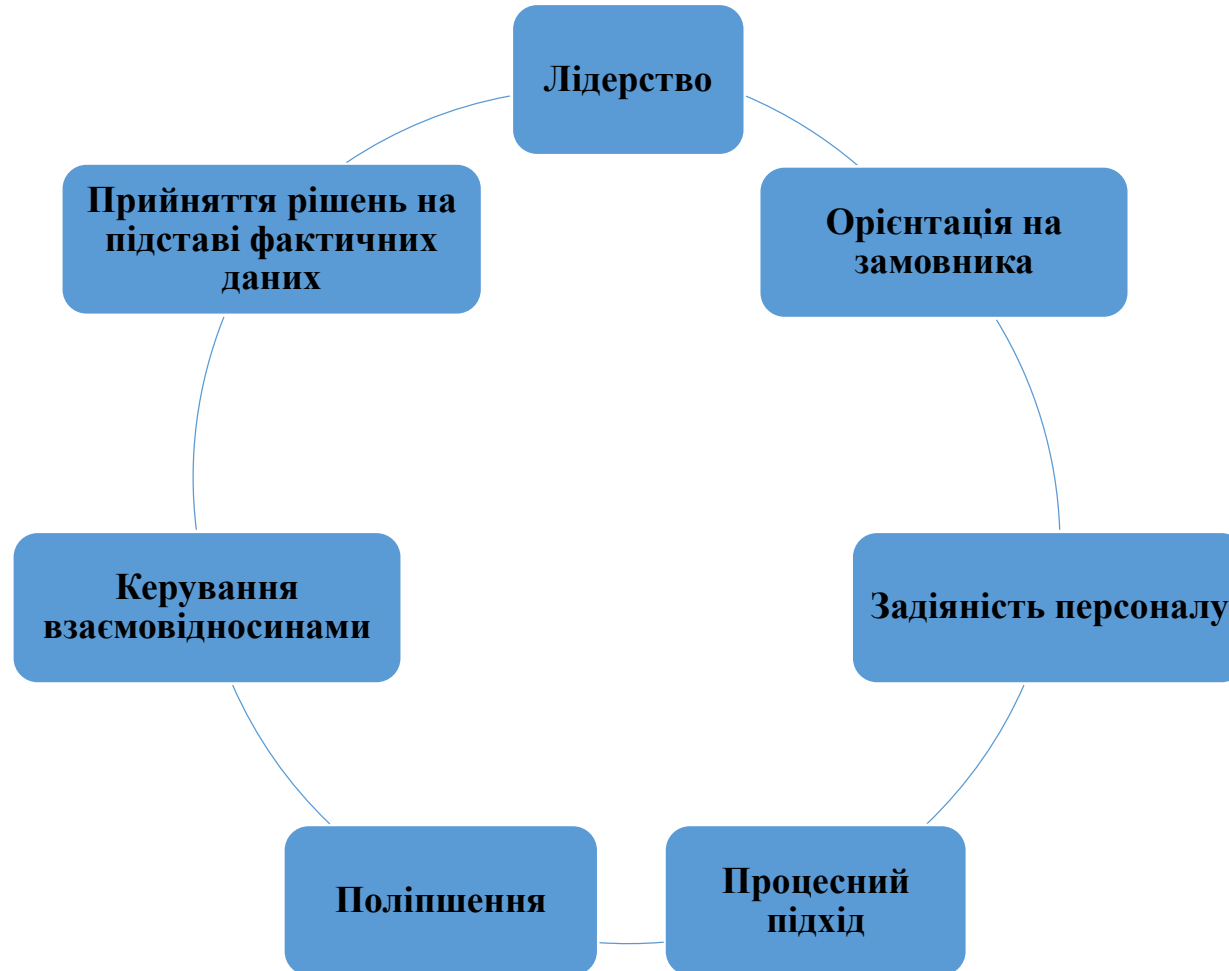 Лідерство
Орієнтація на
замовника
Задіяність персоналу
Процесний
підхід
Поліпшення
Керування
взаємовідносинами
Прийняття рішень на
підставі фактичних
даних